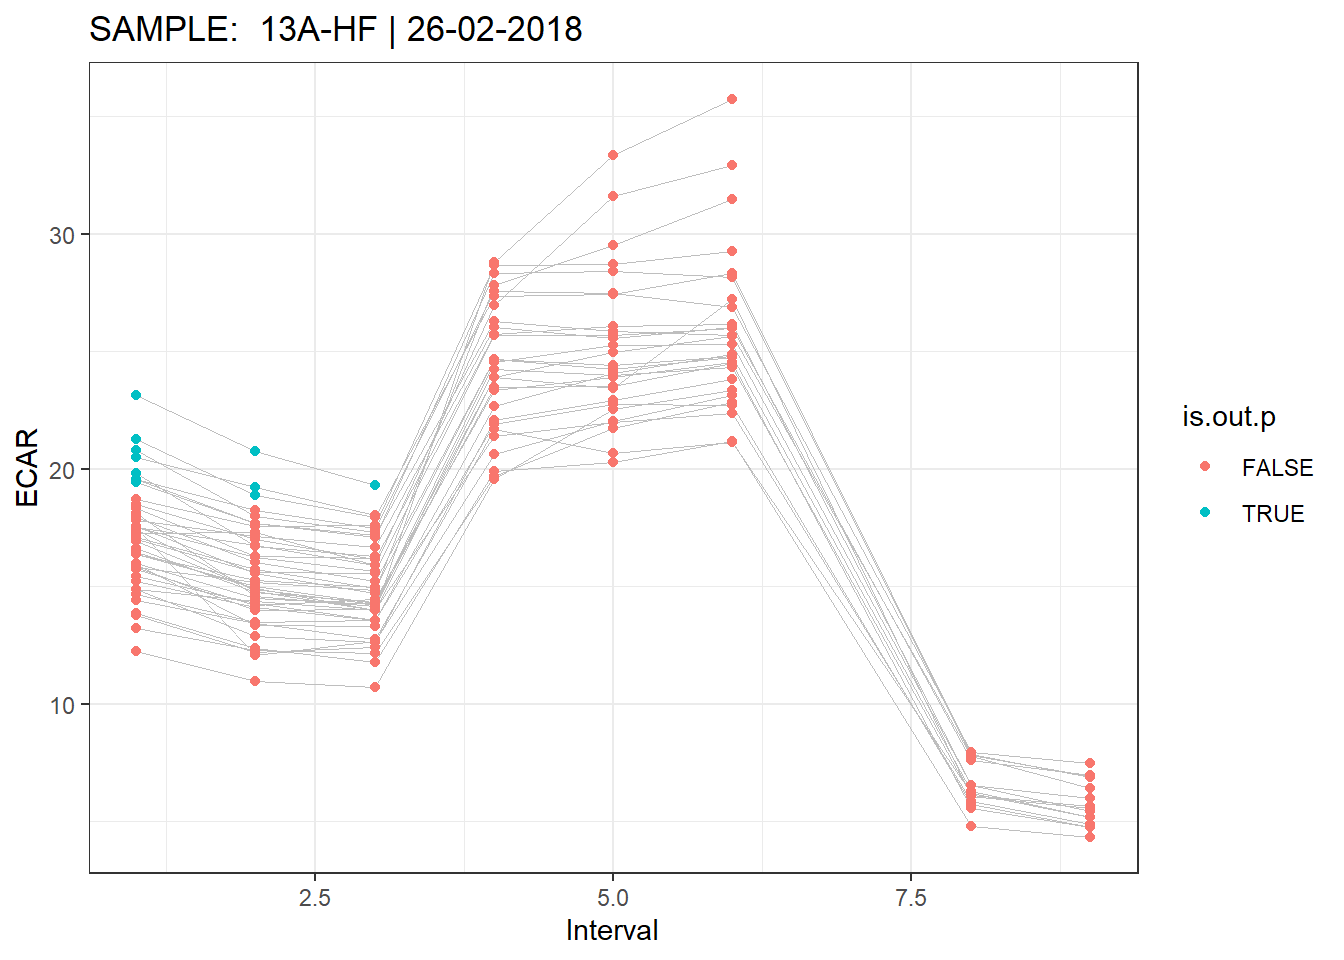 SAMPLE:  13A-HF | 26-02-2018
ECAR
30
20
10
2.5
5.0
7.5
Interval
is.out.p
FALSE
TRUE